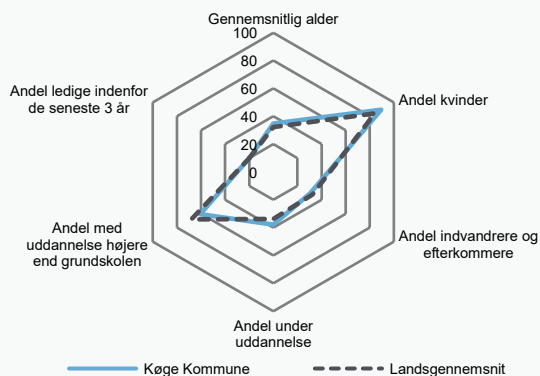 Gennemsnitlig alder
100
80
60
40
20
0
Andel kvinder
Andel indvandrere og
efterkommere
Andel under
uddannelse
Andel med
uddannelse højere
end grundskolen
Andel ledige indenfor
de seneste 3 år
Køge Kommune
Landsgennemsnit